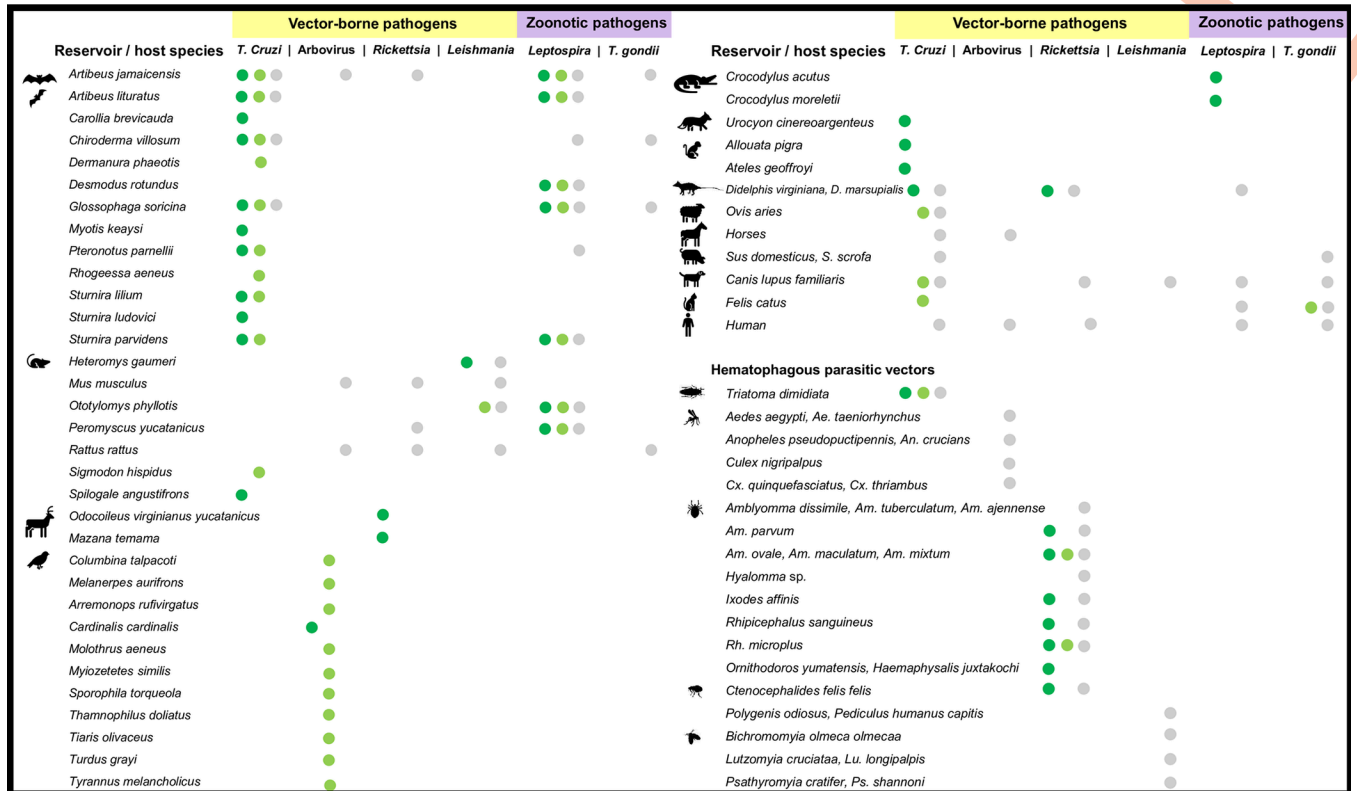 Vector-borne pathogens
Zoonotic pathogens
Reservoir / host species
T. Cruzi | Arbovirus | Rickettsia | Leishmania
Leptospira | T. gondii
Artibeus jamaicensis
Artibeus lituratus
Carollia brevicauda
Chiroderma villosum
Dermanura phaeotis
Desmodus rotundus
Glossophaga soricina
Myotis keaysi
Pteronotus parnellii
Rhogeessa aeneus
Sturnira lilium
Sturnira ludovici
Sturnira parvidens
Heteromys gaumeri
Mus musculus
Ototylomys phyllotis
Peromyscus yucatanicus
Rattus rattus
Sigmodon hispidus
Spilogale angustifrons
Odocoileus virginianus yucatanicus
Mazana temama
Columbina talpacoti
Melanerpes aurifrons
Arremonops rufivirgatus
Cardinalis cardinalis
Molothrus aeneus
Myiozetetes similis
Sporophila torqueola
Thamnophilus doliatus
Tiaris olivaceus
Turdus grayi
Tyrannus melancholicus
Vector-borne pathogens
Zoonotic pathogens
Reservoir / host species
T. Cruzi | Arbovirus | Rickettsia | Leishmania
Leptospira | T. gondii
Crocodylus acutus
Crocodylus moreletii
Urocyon cinereoargenteus
Allouata pigra
Ateles geoffroyi
Didelphis virginiana, D. marsupialis
Ovis aries
Horses
Sus domesticus, S. scrofa
Canis lupus familiaris
Felis catus
Human
Hematophagous parasitic vectors
Triatoma dimidiata
Aedes aegypti, Ae. taeniorhynchus
Anopheles pseudopuctipennis, An. crucians
Culex nigripalpus
Cx. quinquefasciatus, Cx. thriambus
Amblyomma dissimile, Am. tuberculatum, Am. ajennense
Am. parvum
Am. ovale, Am. maculatum, Am. mixtum
Hyalomma sp.
Ixodes affinis
Rhipicephalus sanguineus
Rh. microplus
Ornithodoros yumatensis, Haemaphysalis juxtakochi
Ctenocephalides felis felis
Polygenis odiosus, Pediculus humanus capitis
Bichromomyia olmeca olmecaa
Lutzomyia cruciataa, Lu. longipalpis
Psathyromyia cratifer, Ps. shannoni